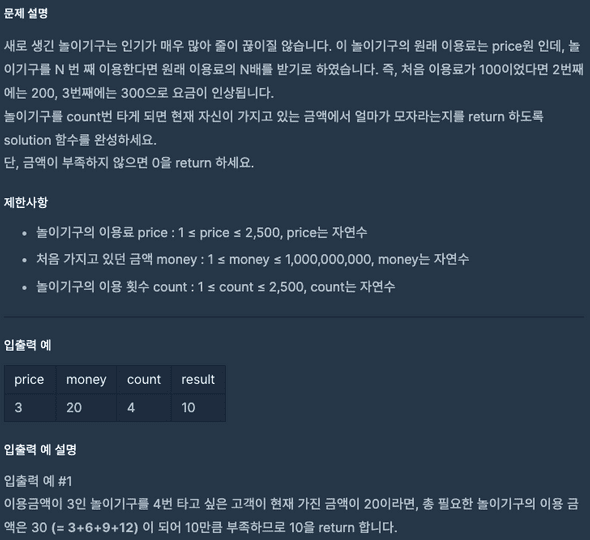 문제 설명
새로 생긴 놀이기구는 인기가 매우 많아 줄이 끊이질 않습니다. 이 놀이기구의 원래 이용료는 price원 인데, 놀
이기구를 N 번 째 이용한다면 원래 이용료의 N배를 받기로 하였습니다. 즉, 처음 이용료가 100이었다면 2번째
에는 200, 3번째에는 300으로 요금이 인상됩니다.
놀이기구를 count번 타게 되면 현재 자신이 가지고 있는 금액에서 얼마가 모자라는지를 return 하도록
solution 함수를 완성하세요.
단, 금액이 부족하지 않으면 0을 return 하세요.
제한사항
• 놀이기구의 이용료 price : 1 ≤ price ≤ 2,500, price는 자연수
• 처음 가지고 있던 금액 money : 1 ≤ money ≤ 1,000,000,000, money는 자연수
• 놀이기구의 이용 횟수 count : 1 ≤ count ≤ 2,500, count는 자연수
입출력 예
price money count result
3 20 4 10
입출력 예 설명
입출력 예 #1
이용금액이 3인 놀이기구를 4번 타고 싶은 고객이 현재 가진 금액이 20이라면, 총 필요한 놀이기구의 이용 금
액은 30 (= 3+6+9+12) 이 되어 10만큼 부족하므로 10을 return 합니다.